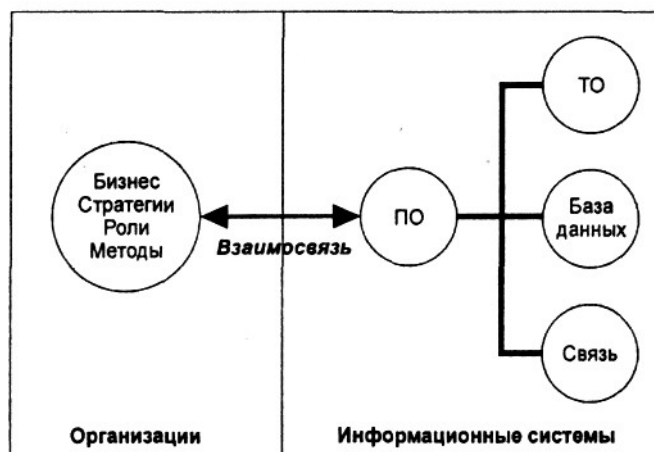 Бизнес
Стратегии
Роли
Методы
Взаимосвязь
ПО
ТО
База
данных
Связь
Организации
Информационные системы